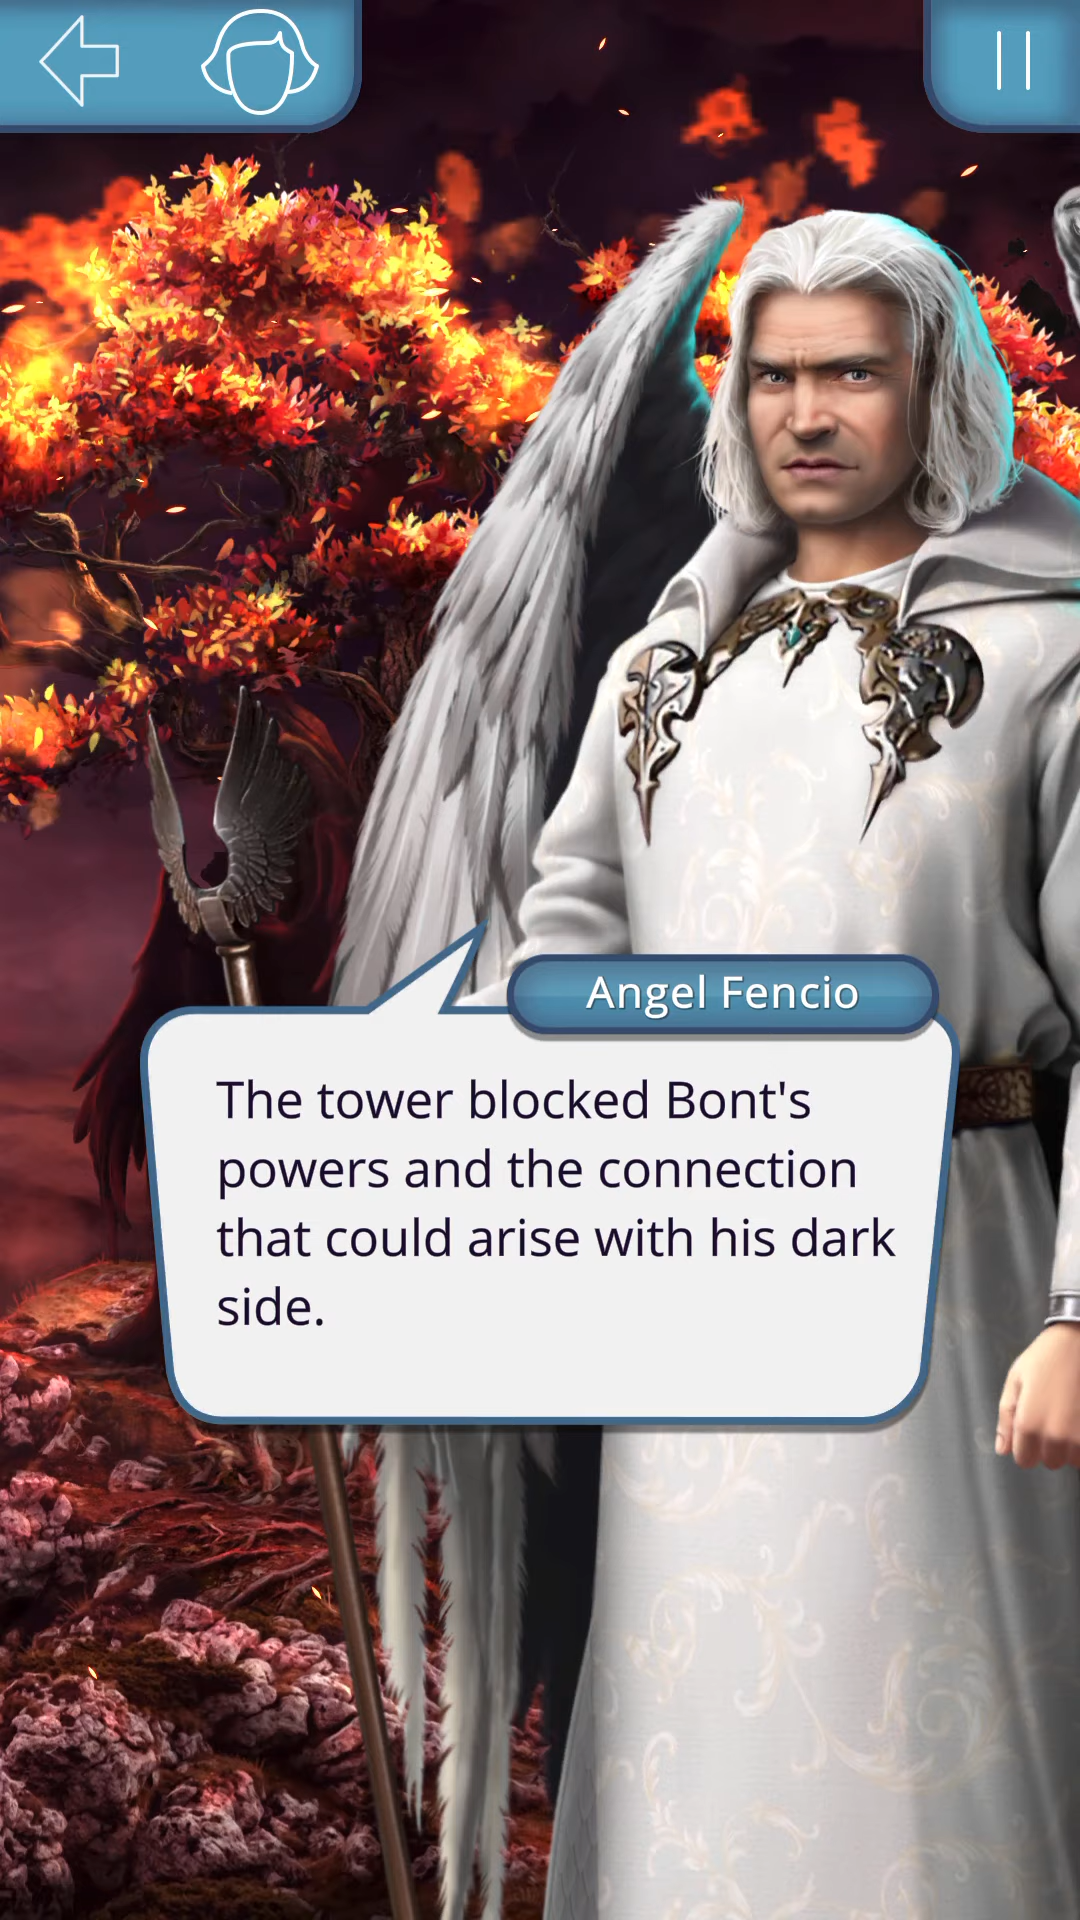 Angel Fencio
The tower blocked Bont's
powers and the connection
that could arise with his dark
side.